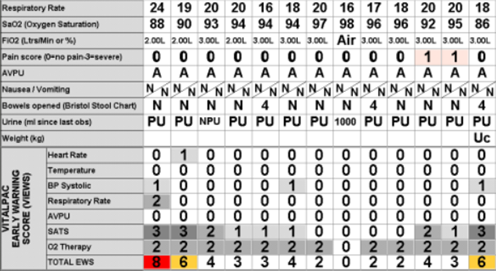 Respiratory Rate 24 19 20 20 16 18 20 17 16 17 20 20 18
SaO2 (Oxygen Saturation) 88 90 93 94 94 94 97 98 96 96 92 95 86
FiO2 (Ltrs/Min or %) 2.00L 2.00L 3.00L 2.00L 3.00L 3.00L 2.00L Air 3.00L 2.00L 3.00L 3.00L 3.00L
Pain score (0=no pain-3=severe) 0 0 0 0 0 0 0 0 0 0 1 1 0
AVPU A A A A A A A A A A A A A
Nausea / Vomiting N N N N N N N N N N N N N N N N N N N N N N N N N N
Bowels opened (Bristol Stool Chart) N N N N 4 N N N 4 N N N 4
Urine (ml since last obs) PU PU NPU PU PU PU PU 1000 PU PU PU PU PU
Weight (kg) Uc
VITALPAC EARLY WARNING SCORE (VIEWS)
Heart Rate 0 1 0 0 0 0 0 0 0 0 0 0 0
Temperature 0 0 0 0 0 0 0 0 0 0 0 0 0
BP Systolic 1 0 0 0 0 1 0 0 0 0 0 0 1
Respiratory Rate 2 0 0 0 0 0 0 0 0 0 0 0 0
AVPU 0 0 0 0 0 0 0 0 0 0 0 0 0
SATS 3 3 2 1 1 1 0 0 0 0 2 1 3
O2 Therapy 2 2 2 2 2 2 2 0 2 2 2 2 2
TOTAL EWS 8 6 4 3 3 4 2 0 2 2 4 3 6